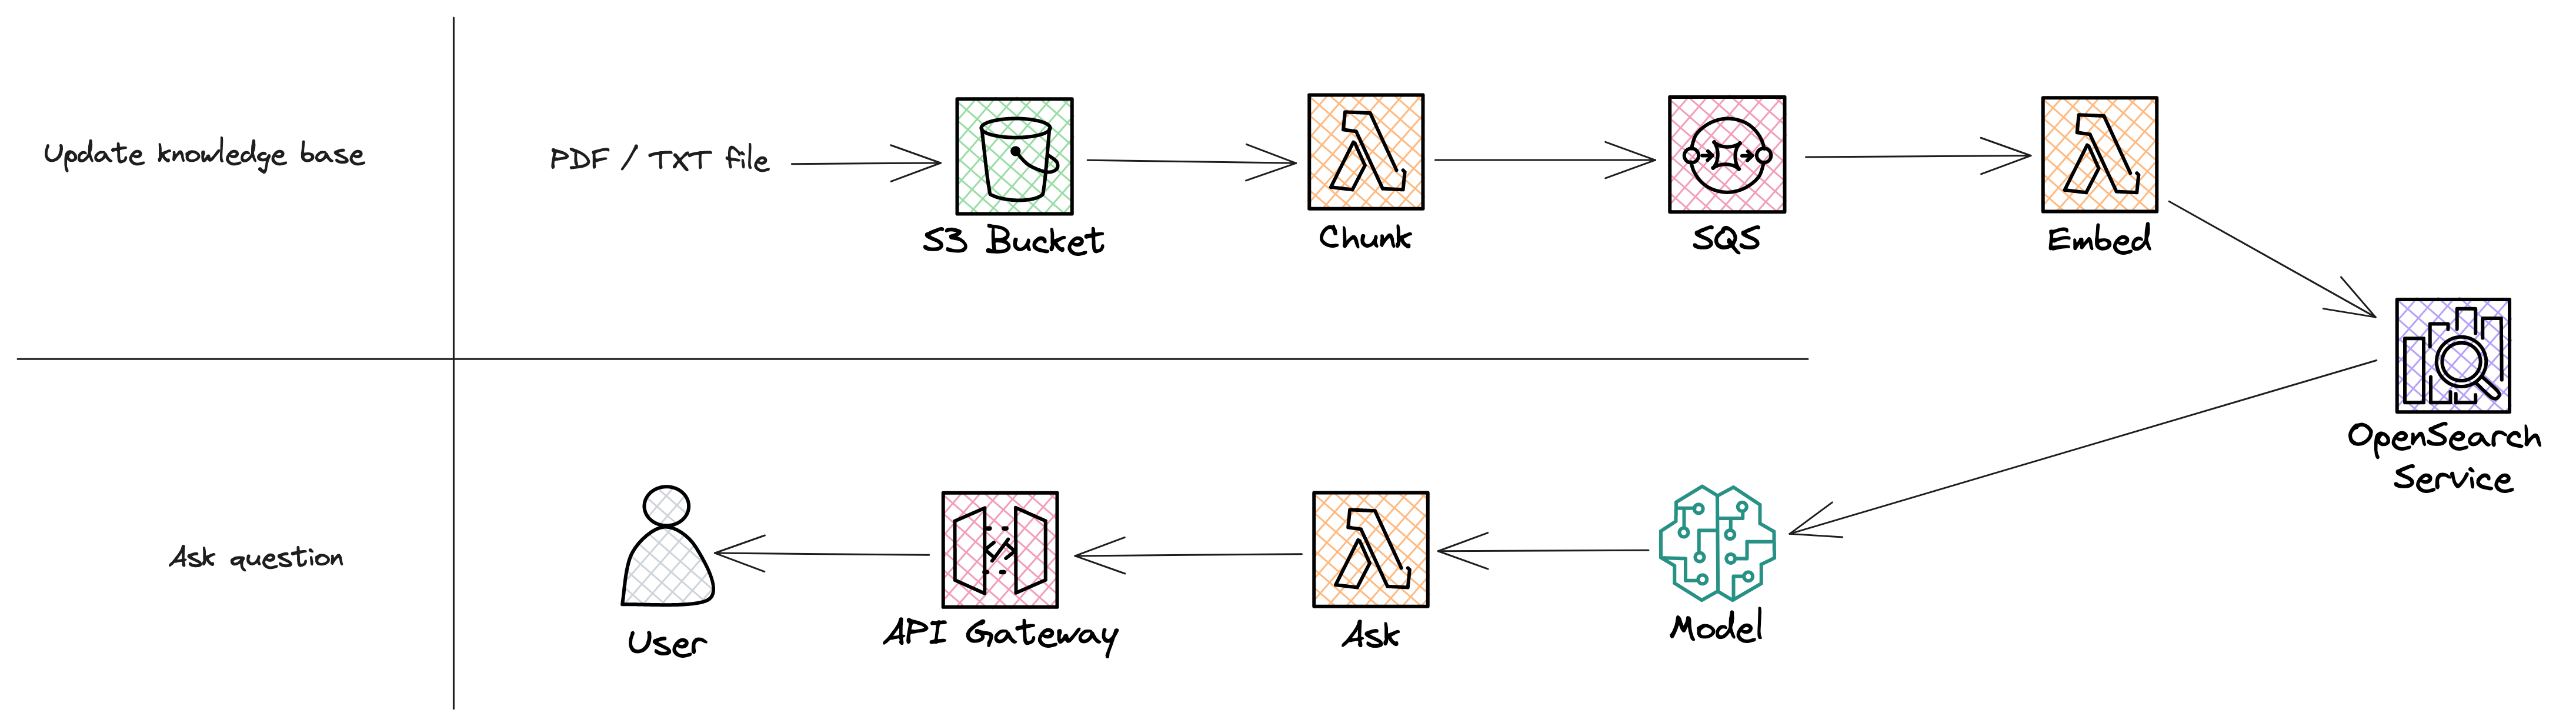 Update knowledge base
PDF / TXT file
S3 Bucket
Chunk
SQS
Embed
OpenSearch
Service
Ask question
User
API Gateway
Ask
Model